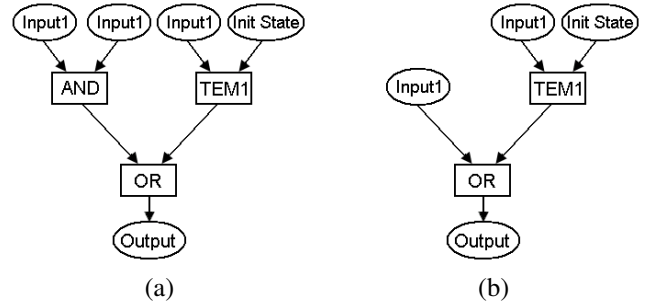 Input1 Input1 Input1 Init State
AND TEM1
OR
Output
(a)
Input1 Init State
Input1 TEM1
OR
Output
(b)